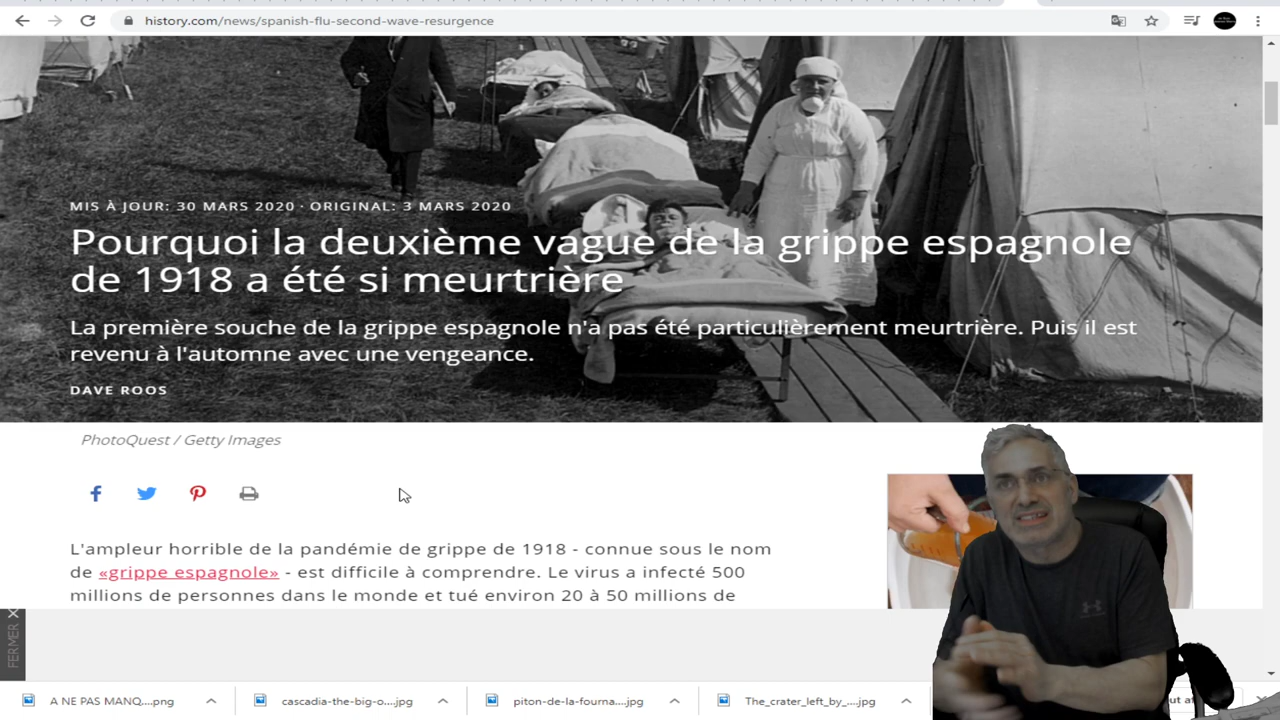 history.com/news/spanish-flu-second-wave-resurgence
MIS À JOUR: 30 MARS 2020 · ORIGINAL: 3 MARS 2020
Pourquoi la deuxième vague de la grippe espagnole
de 1918 a été si meurtrière
La première souche de la grippe espagnole n'a pas été particulièrement meurtrière. Puis il est
revenu à l'automne avec une vengeance.
DAVE ROOS
PhotoQuest / Getty Images
L'ampleur horrible de la pandémie de grippe de 1918 - connue sous le nom
de «grippe espagnole» - est difficile à comprendre. Le virus a infecté 500
millions de personnes dans le monde et tué environ 20 à 50 millions de
FERMER X
A NE PAS MANQ....png
cascadia-the-big-o....jpg
piton-de-la-fourna....jpg
The_crater_left_by_....jpg